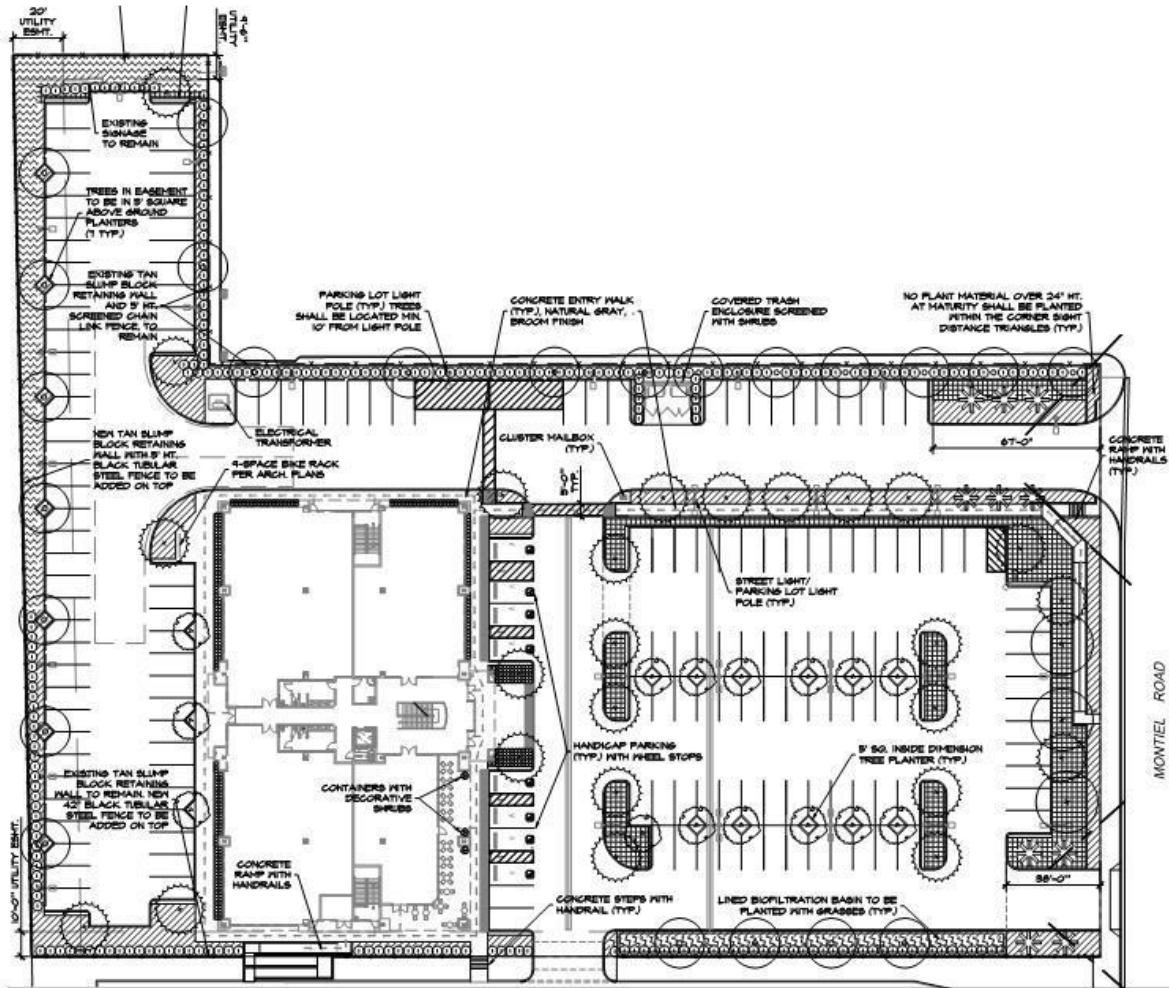 20'
UTILITY
ESMT.
9'-6"
UTILITY
ESMT.
EXISTING
SIGNAGE
TO REMAIN
TREES IN EASEMENT
TO BE IN 5' SQUARE
ABOVE GROUND
PLANTERS
(7 TYP.)
EXISTING TAN
SLUMP BLOCK
RETAINING WALL
AND 5' HT.
SCREENED CHAIN
LINK FENCE, TO
REMAIN
PARKING LOT LIGHT
POLE (TYP.) TREES
SHALL BE LOCATED MIN.
10' FROM LIGHT POLE
CONCRETE ENTRY WALK
(TYP.), NATURAL GRAY,
BROOM FINISH
COVERED TRASH
ENCLOSURE SCREENED
WITH SHRUBS
NO PLANT MATERIAL OVER 24" HT.
AT MATURITY SHALL BE PLANTED
WITHIN THE CORNER SIGHT
DISTANCE TRIANGLES (TYP.)
ELECTRICAL
TRANSFORMER
NEW TAN SLUMP
BLOCK RETAINING
WALL WITH 5' HT.
BLACK TUBULAR
STEEL FENCE TO BE
ADDED ON TOP
9-SPACE BIKE RACK
PER ARCH. PLANS
CLUSTER MAILBOX
(TYP.)
5'-0"
TYP.
67'-0"
CONCRETE
RAMP WITH
HANDRAILS
(TYP.)
STREET LIGHT/
PARKING LOT LIGHT
POLE (TYP.)
MONTIEL ROAD
HANDICAP PARKING
(TYP.) WITH WHEEL STOPS
5' SQ. INSIDE DIMENSION
TREE PLANTER (TYP.)
EXISTING TAN SLUMP
BLOCK RETAINING
WALL TO REMAIN. NEW
42" BLACK TUBULAR
STEEL FENCE TO BE
ADDED ON TOP
CONTAINERS WITH
DECORATIVE
SHRUBS
10'-0" UTILITY ESMT.
CONCRETE
RAMP WITH
HANDRAILS
CONCRETE STEPS WITH
HANDRAIL (TYP.)
LINED BIOFILTRATION BASIN TO BE
PLANTED WITH GRASSES (TYP.)
38'-0"